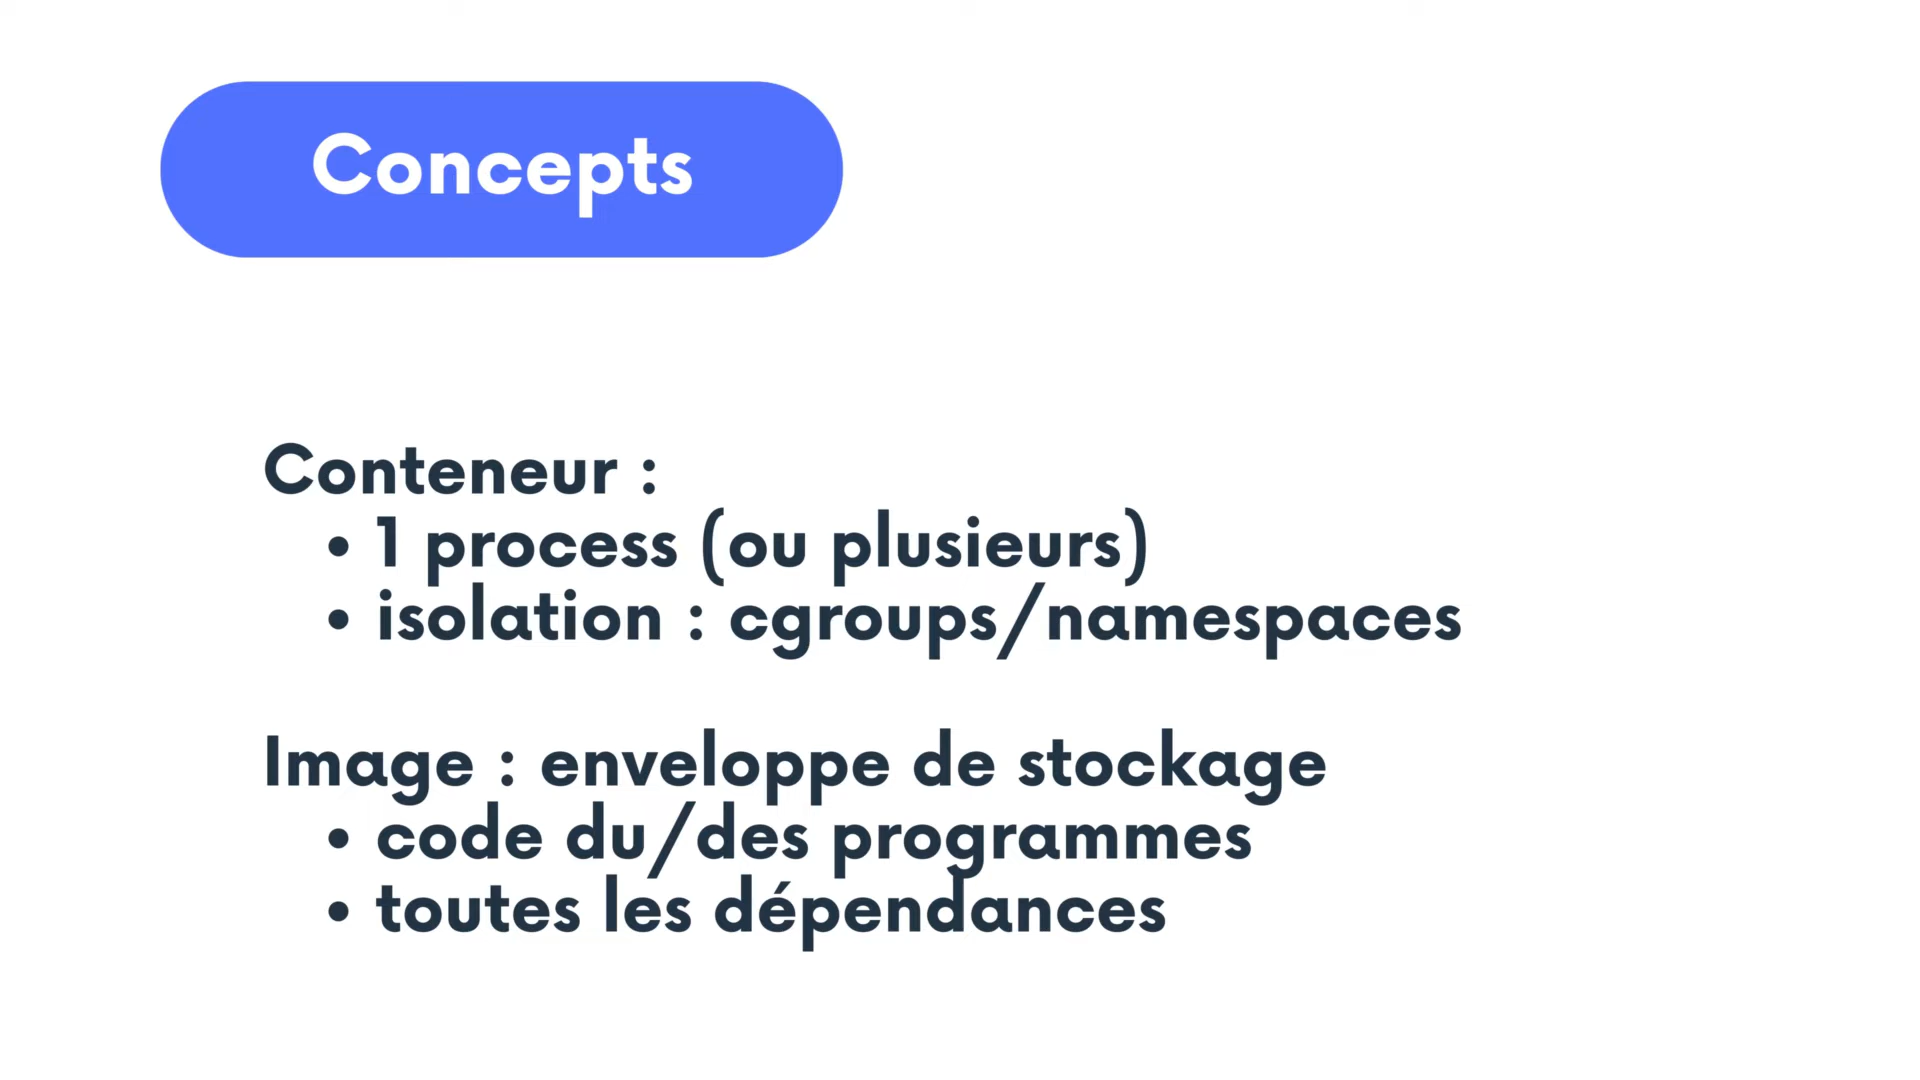 Concepts
Conteneur :
• 1 process (ou plusieurs)
• isolation : cgroups/namespaces
Image : enveloppe de stockage
• code du/des programmes
• toutes les dépendances